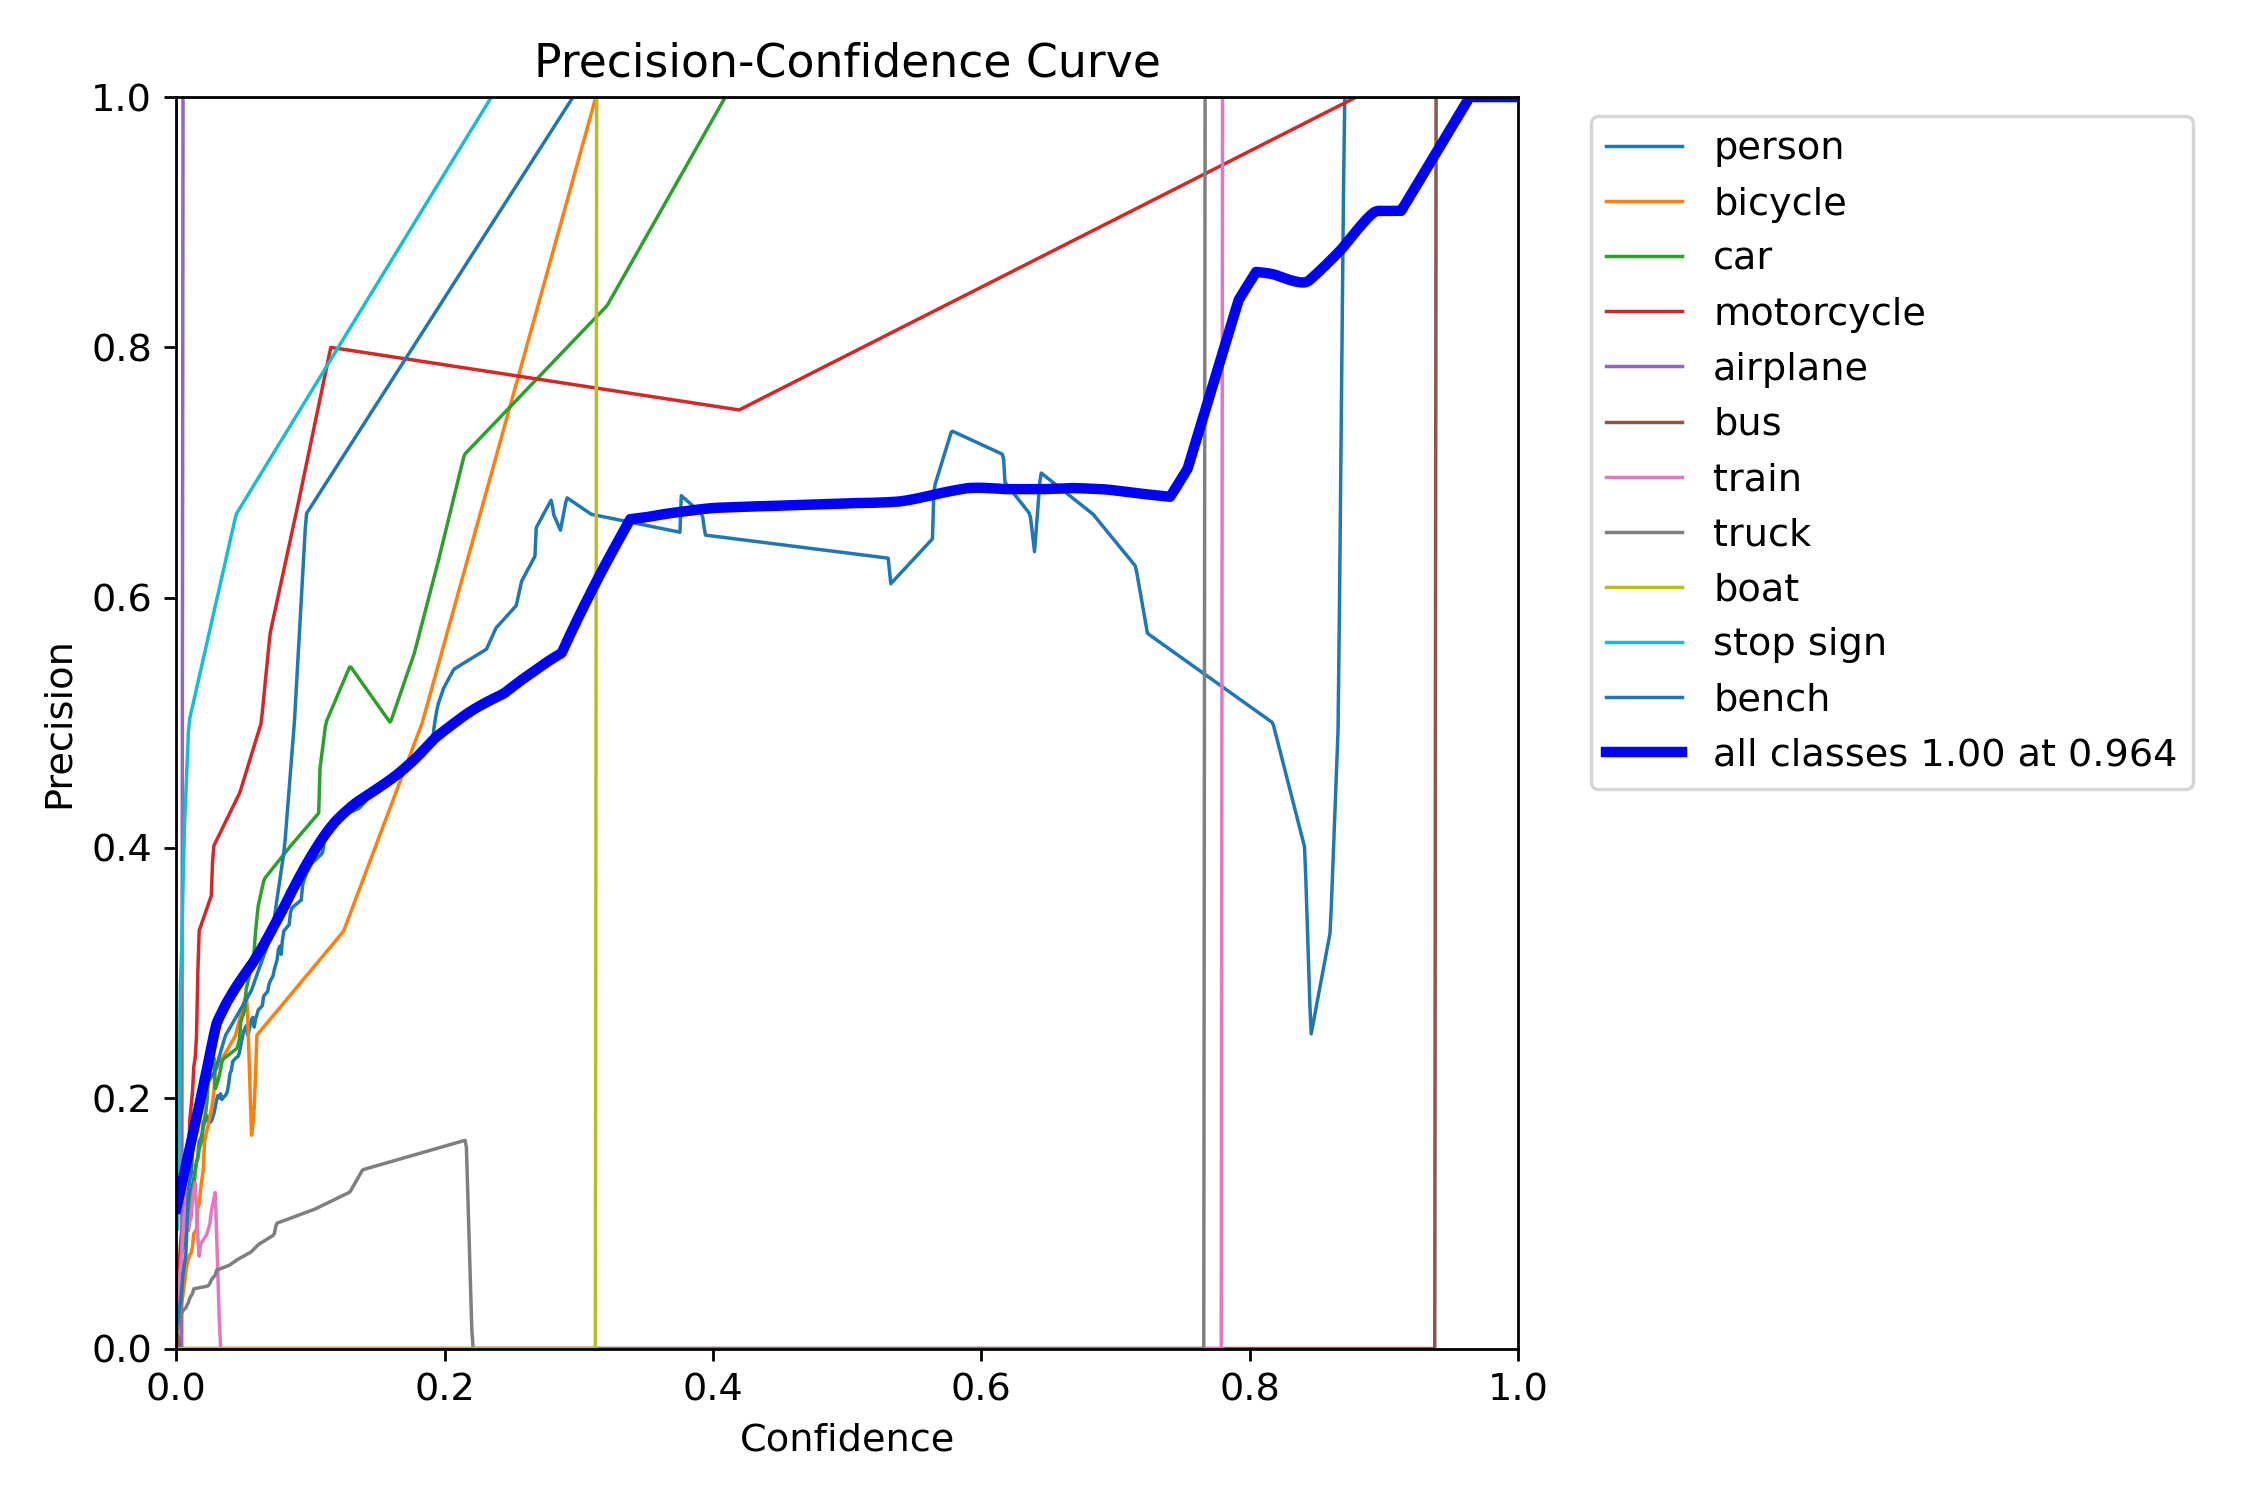 Precision-Confidence Curve
1.0
0.8
0.6
0.4
0.2
0.0
Precision
0.0 0.2 0.4 0.6 0.8 1.0
Confidence
person
bicycle
car
motorcycle
airplane
bus
train
truck
boat
stop sign
bench
all classes 1.00 at 0.964